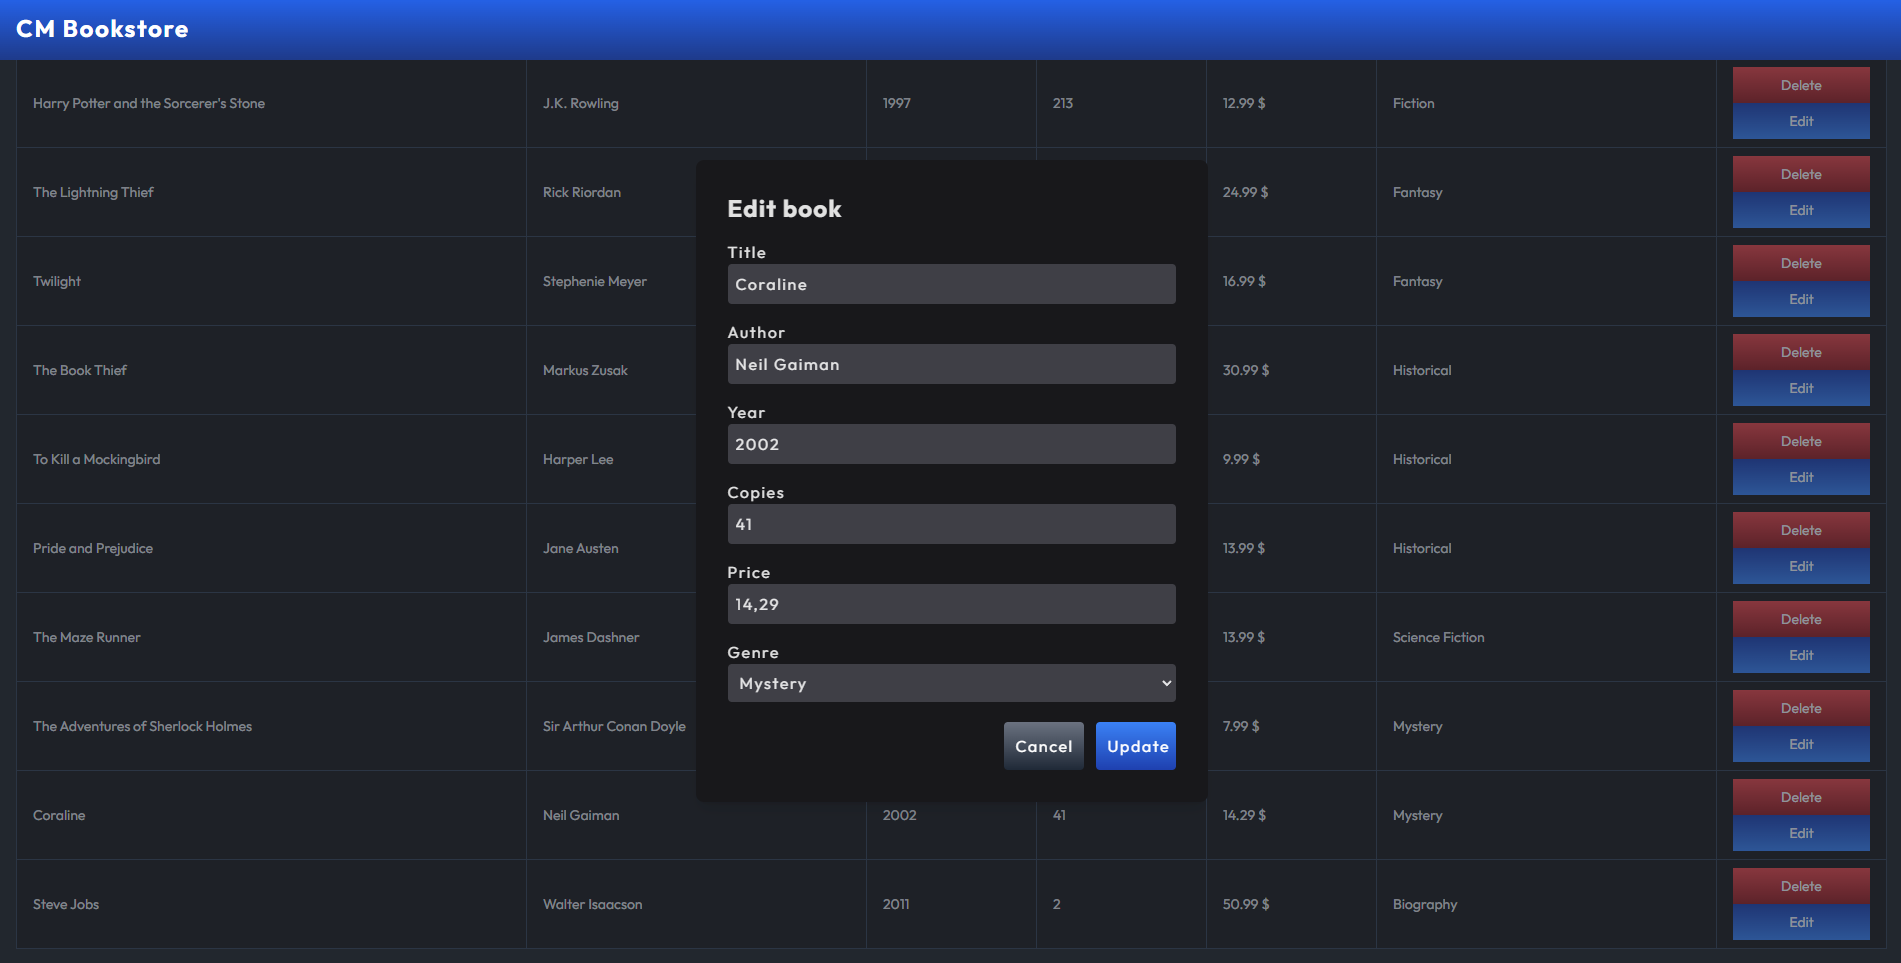 CM Bookstore
Harry Potter and the Sorcerer's Stone J.K. Rowling 1997 213 12.99 $ Fiction Delete Edit
The Lightning Thief Rick Riordan 24.99 $ Fantasy Delete Edit
Twilight Stephenie Meyer 16.99 $ Fantasy Delete Edit
The Book Thief Markus Zusak 30.99 $ Historical Delete Edit
To Kill a Mockingbird Harper Lee 9.99 $ Historical Delete Edit
Pride and Prejudice Jane Austen 13.99 $ Historical Delete Edit
The Maze Runner James Dashner 13.99 $ Science Fiction Delete Edit
The Adventures of Sherlock Holmes Sir Arthur Conan Doyle 7.99 $ Mystery Delete Edit
Coraline Neil Gaiman 2002 41 14.29 $ Mystery Delete Edit
Steve Jobs Walter Isaacson 2011 2 50.99 $ Biography Delete Edit
Edit book
Title
Coraline
Author
Neil Gaiman
Year
2002
Copies
41
Price
14,29
Genre
Mystery
Cancel Update